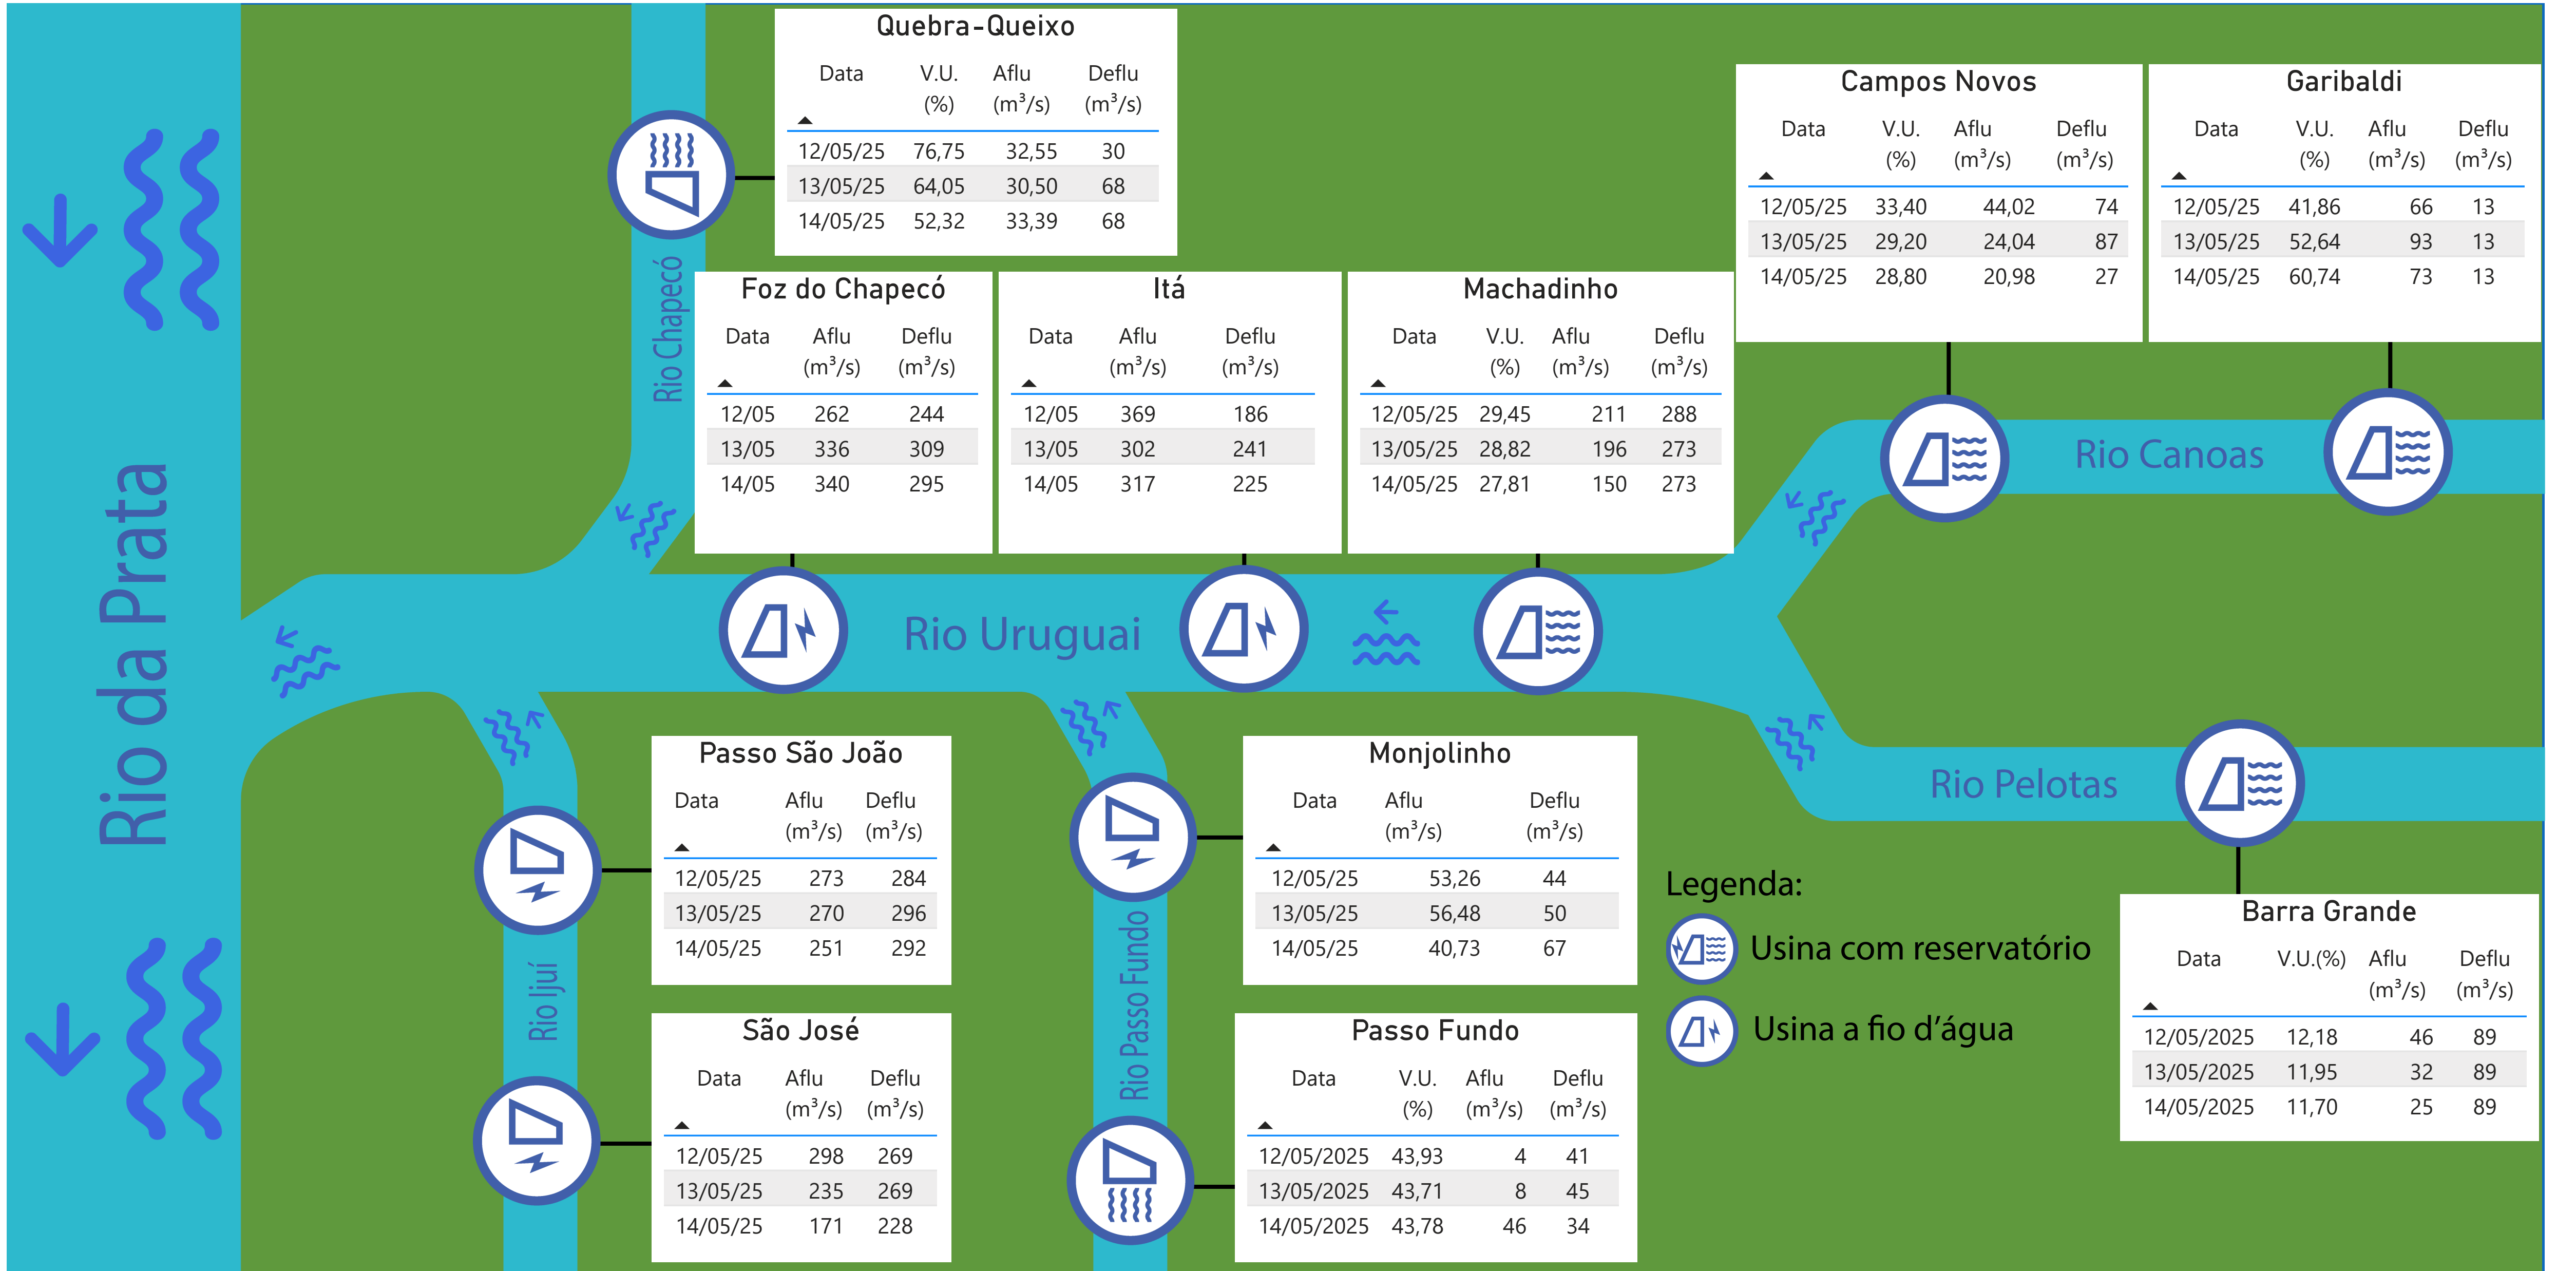 Quebra-Queixo
Data V.U. (%) Aflu (m³/s) Deflu (m³/s)
12/05/25 76,75 32,55 30
13/05/25 64,05 30,50 68
14/05/25 52,32 33,39 68
Campos Novos
Data V.U. (%) Aflu (m³/s) Deflu (m³/s)
12/05/25 33,40 44,02 74
13/05/25 29,20 24,04 87
14/05/25 28,80 20,98 27
Garibaldi
Data V.U. (%) Aflu (m³/s) Deflu (m³/s)
12/05/25 41,86 66 13
13/05/25 52,64 93 13
14/05/25 60,74 73 13
Rio Chapecó
Foz do Chapecó
Data Aflu (m³/s) Deflu (m³/s)
12/05 262 244
13/05 336 309
14/05 340 295
Itá
Data Aflu (m³/s) Deflu (m³/s)
12/05 369 186
13/05 302 241
14/05 317 225
Machadinho
Data V.U. (%) Aflu (m³/s) Deflu (m³/s)
12/05/25 29,45 211 288
13/05/25 28,82 196 273
14/05/25 27,81 150 273
Rio Canoas
Rio da Prata
Rio Uruguai
Rio Pelotas
Passo São João
Data Aflu (m³/s) Deflu (m³/s)
12/05/25 273 284
13/05/25 270 296
14/05/25 251 292
Monjolinho
Data Aflu (m³/s) Deflu (m³/s)
12/05/25 53,26 44
13/05/25 56,48 50
14/05/25 40,73 67
Rio Ijuí
São José
Data Aflu (m³/s) Deflu (m³/s)
12/05/25 298 269
13/05/25 235 269
14/05/25 171 228
Rio Passo Fundo
Passo Fundo
Data V.U. (%) Aflu (m³/s) Deflu (m³/s)
12/05/2025 43,93 4 41
13/05/2025 43,71 8 45
14/05/2025 43,78 46 34
Legenda:
Usina com reservatório
Usina a fio d’água
Barra Grande
Data V.U.(%) Aflu (m³/s) Deflu (m³/s)
12/05/2025 12,18 46 89
13/05/2025 11,95 32 89
14/05/2025 11,70 25 89